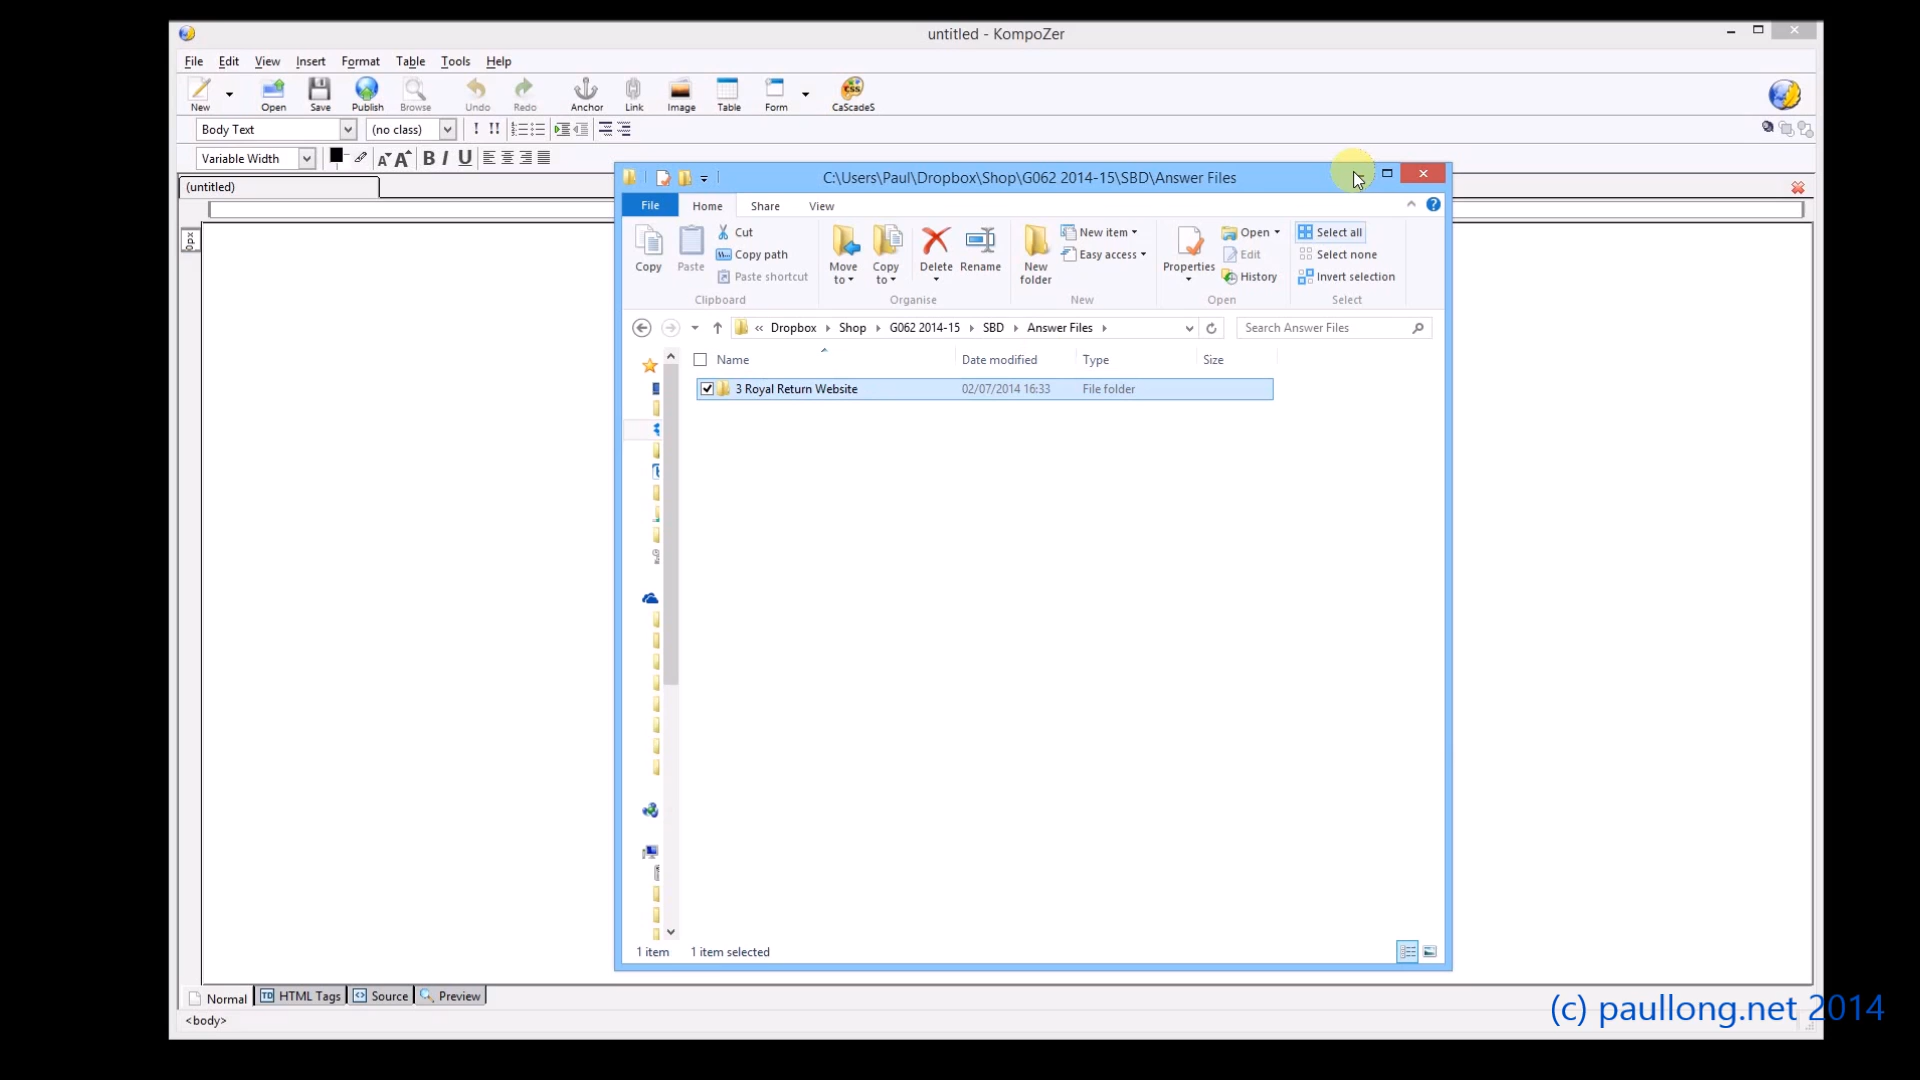 untitled - KompoZer
File Edit View Insert Format Table Tools Help
New Open Save Publish Browse Undo Redo Anchor Link Image Table Form CaScadeS
Body Text (no class) ! !!
Variable Width B I U
(untitled)
0px
C:\Users\Paul\Dropbox\Shop\G062 2014-15\SBD\Answer Files
File Home Share View
Copy Paste Cut Copy path Paste shortcut
Move to Copy to Delete Rename
New folder New item Easy access
Properties Open Edit History
Select all Select none Invert selection
Clipboard Organise New Open Select
« Dropbox Shop G062 2014-15 SBD Answer Files Search Answer Files
Name Date modified Type Size
3 Royal Return Website 02/07/2014 16:33 File folder
1 item 1 item selected
Normal HTML Tags Source Preview
<body>
(c) paullong.net 2014